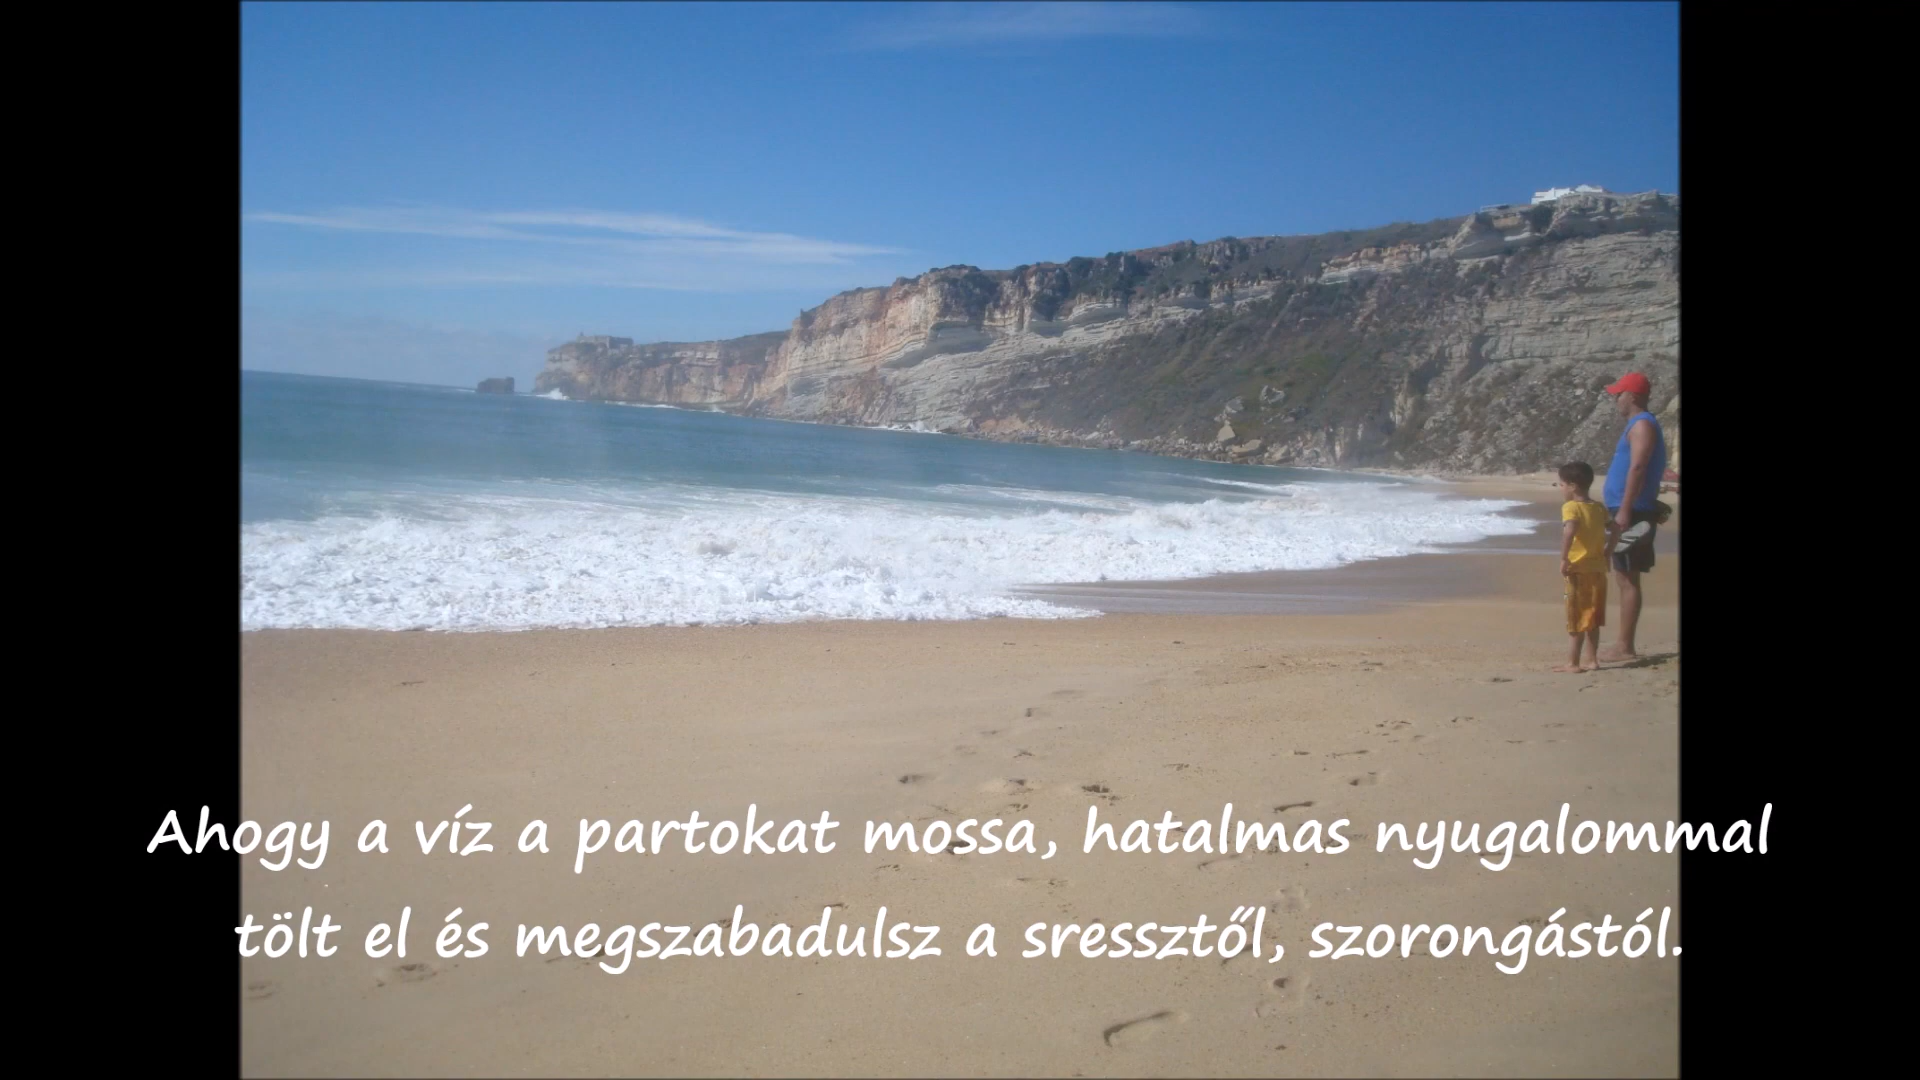 Ahogy a víz a partokat mossa, hatalmas nyugalommal
tölt el és megszabadulsz a sressztől, szorongástól.